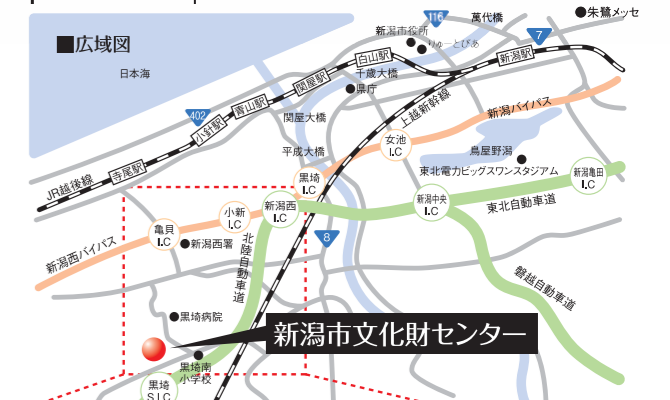 ■広域図
日本海
116
萬代橋
朱鷺メッセ
新潟市役所
りゅーとぴあ
7
白山駅
新潟駅
千歳大橋
関屋駅
県庁
上越新幹線
新潟バイパス
青山駅
402
小針駅
関屋大橋
女池
I.C
鳥屋野潟
平成大橋
東北電力ビッグスワンスタジアム
寺尾駅
黒埼
I.C
新潟亀田
I.C
JR越後線
新潟西
I.C
新潟中央
I.C
東北自動車道
小新
I.C
亀貝
I.C
新潟西署
8
新潟西バイパス
北陸自動車道
磐越自動車道
黒埼病院
新潟市文化財センター
黒埼南
小学校
黒埼
S.I.C